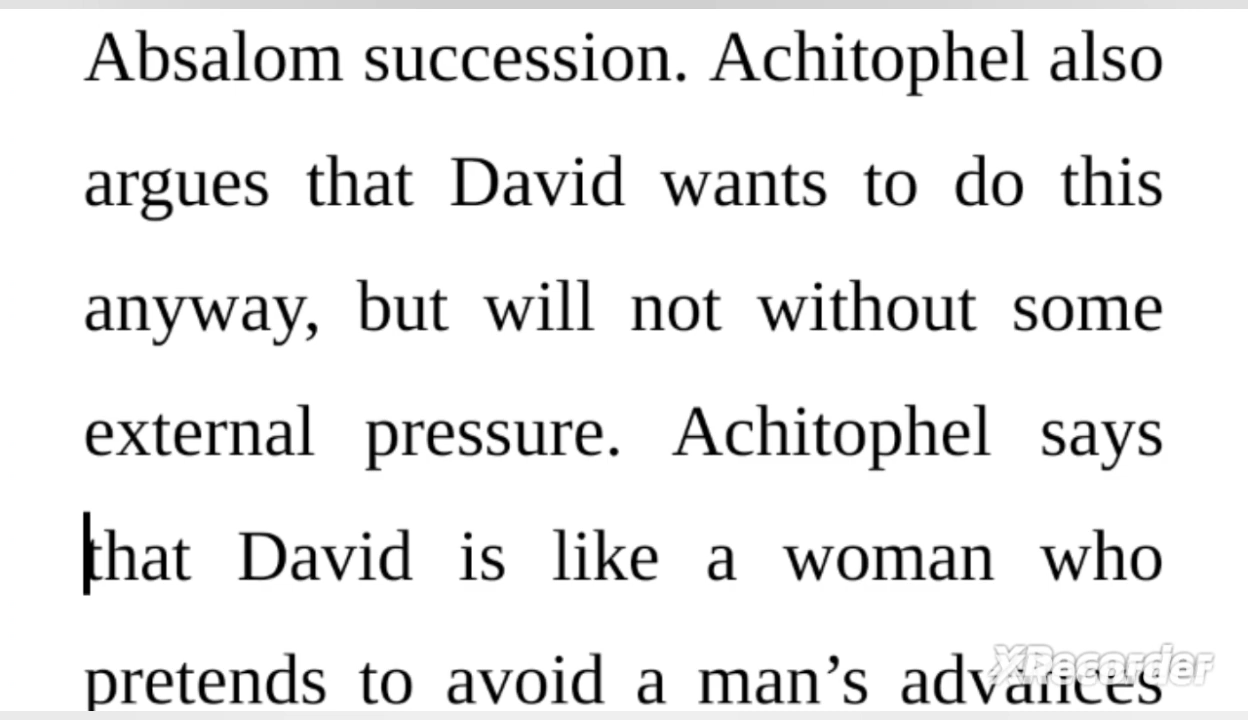 Absalom succession. Achitophel also
argues that David wants to do this
anyway, but will not without some
external pressure. Achitophel says
that David is like a woman who
pretends to avoid a man’s advances
XRecorder